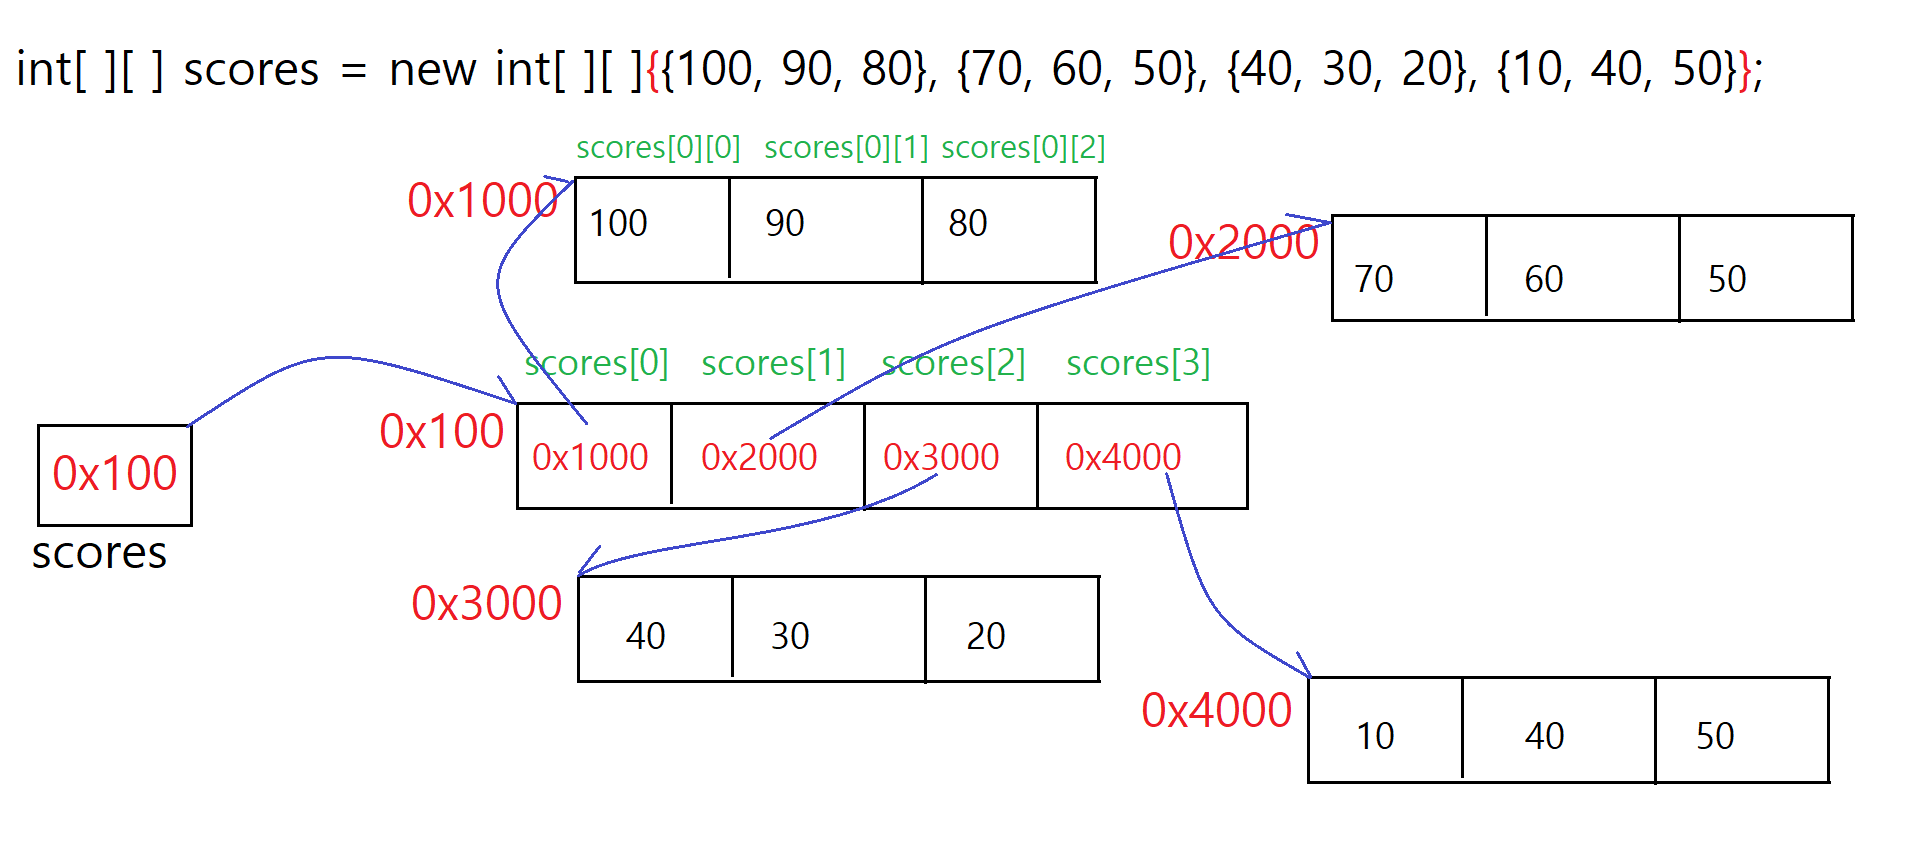 int[ ][ ] scores = new int[ ][ ]{{100, 90, 80}, {70, 60, 50}, {40, 30, 20}, {10, 40, 50}};
scores[0][0] scores[0][1] scores[0][2]
0x1000
100 90 80
0x2000
70 60 50
scores[0] scores[1] scores[2] scores[3]
0x100
0x1000 0x2000 0x3000 0x4000
0x100
scores
0x3000
40 30 20
0x4000
10 40 50